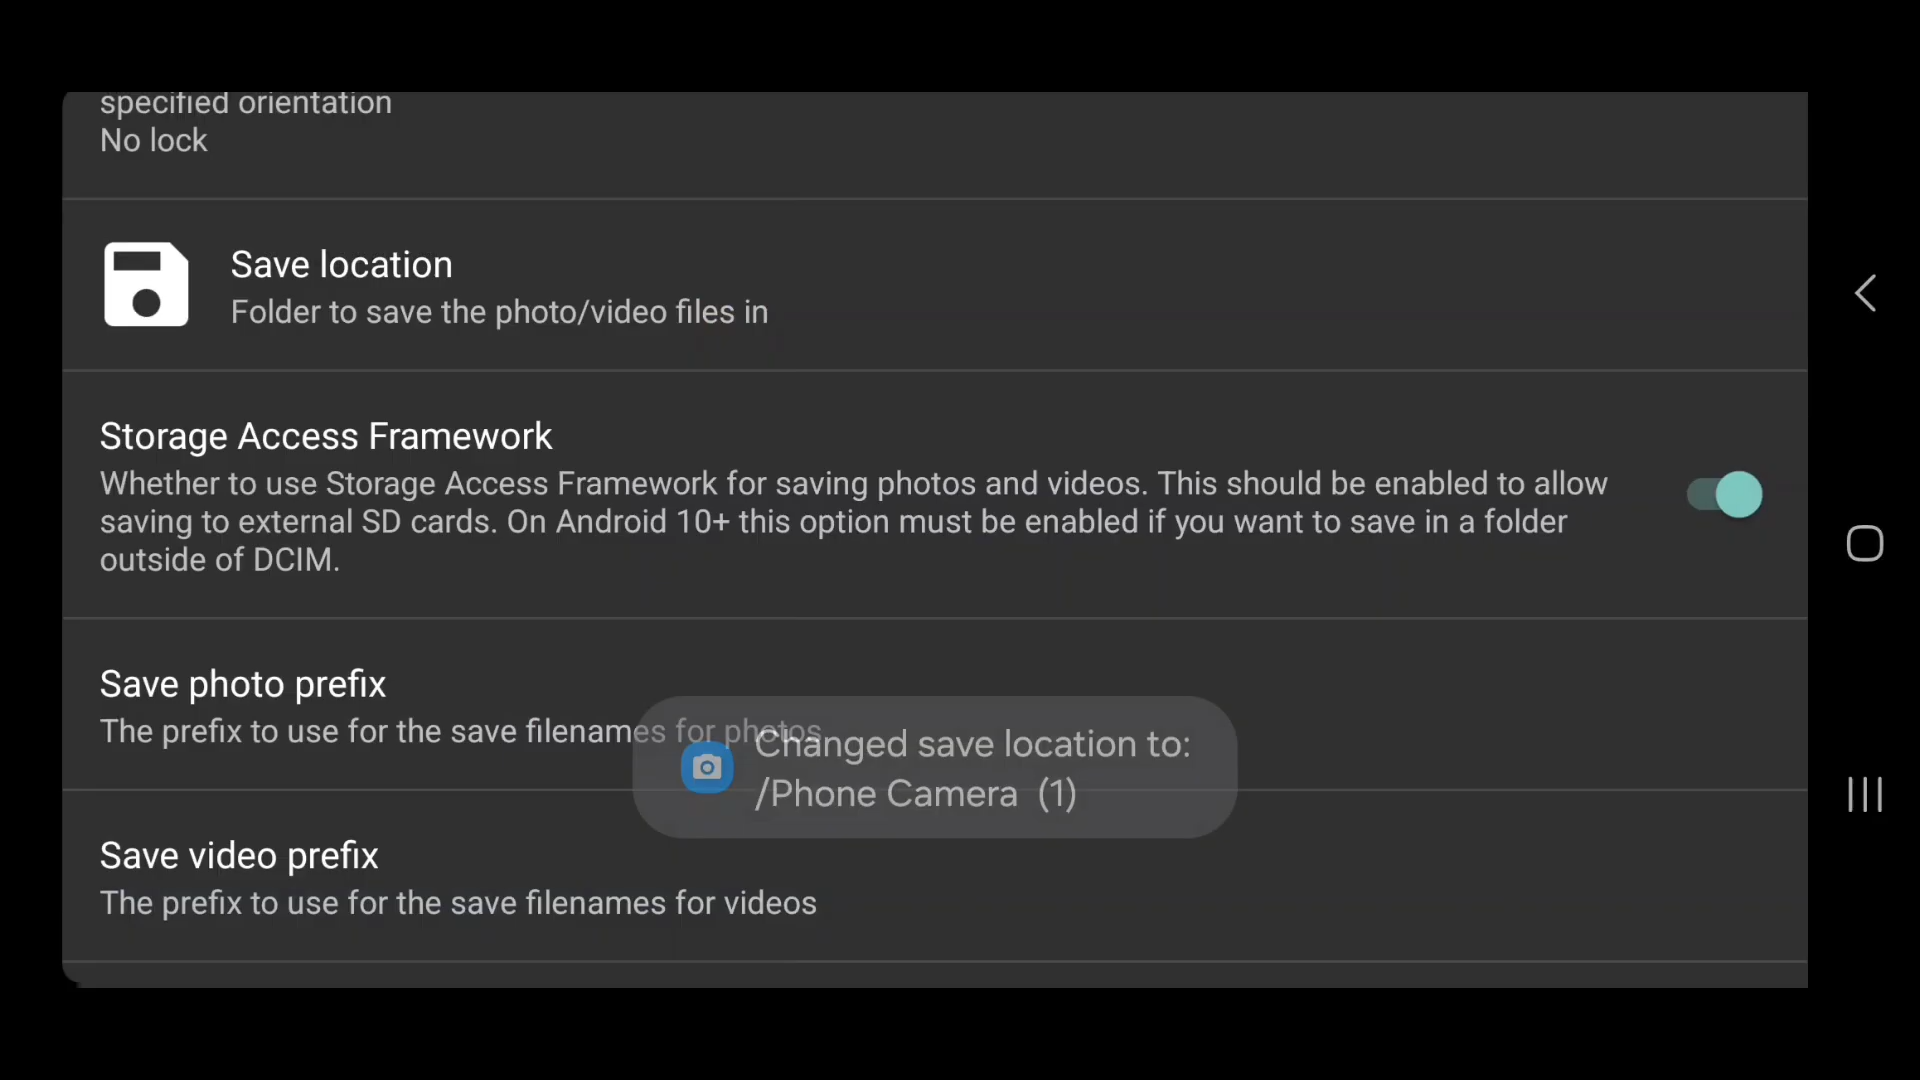 specified orientation
No lock
Save location
Folder to save the photo/video files in
Storage Access Framework
Whether to use Storage Access Framework for saving photos and videos. This should be enabled to allow
saving to external SD cards. On Android 10+ this option must be enabled if you want to save in a folder
outside of DCIM.
Save photo prefix
The prefix to use for the save filenames for photos
Changed save location to:
/Phone Camera (1)
Save video prefix
The prefix to use for the save filenames for videos